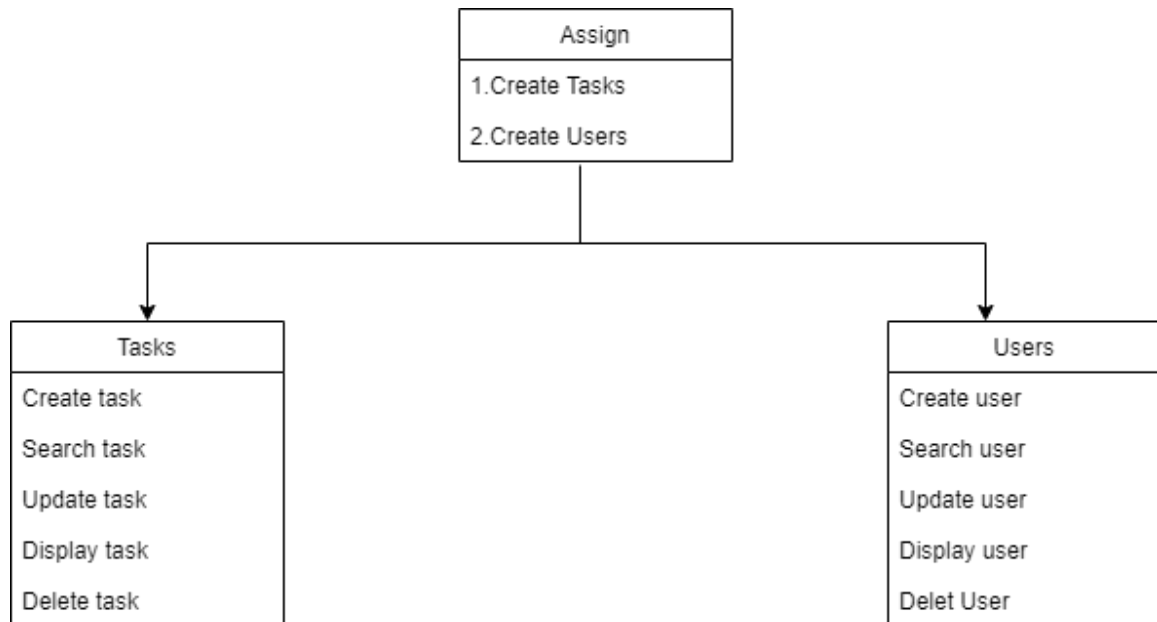 Assign
1.Create Tasks
2.Create Users
Tasks
Create task
Search task
Update task
Display task
Delete task
Users
Create user
Search user
Update user
Display user
Delet User